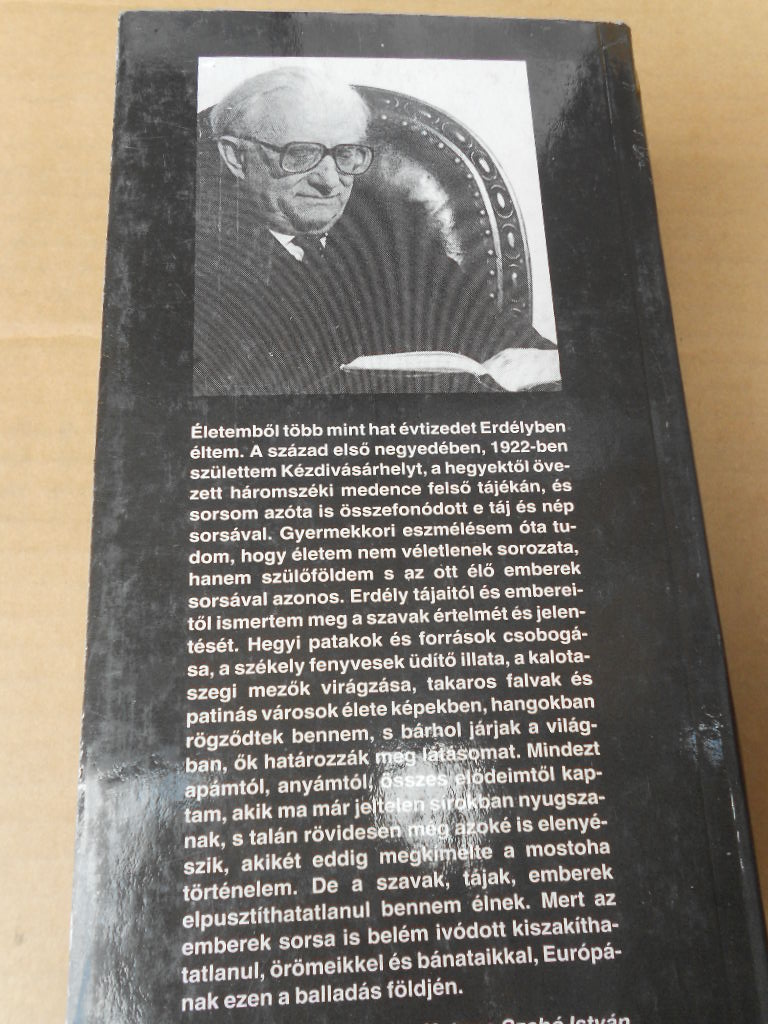 Életemből több mint hat évtizedet Erdélyben
éltem. A század első negyedében, 1922-ben
születtem Kézdivásárhelyt, a hegyektől öve-
zett háromszéki medence felső tájékán, és
sorsom azóta is összefonódott e táj és nép
sorsával. Gyermekkori eszmélésem óta tu-
dom, hogy életem nem véletlenek sorozata,
hanem szülőföldem s az ott élő emberek
sorsával azonos. Erdély tájaitól és emberei-
től ismertem meg a szavak értelmét és jelen-
tését. Hegyi patakok és források csobogá-
sa, a székely fenyvesek üdítő illata, a kalota-
szegi mezők virágzása, takaros falvak és
patinás városok élete képekben, hangokban
rögződtek bennem, s bárhol járjak a világ-
ban, ők határozzák meg látásomat. Mindezt
apámtól, anyámtól, összes elődeimtől kap-
tam, akik ma már jeltelen sírokban nyugsza-
nak, s talán rövidesen még azoké is elenyé-
szik, akikét eddig megkímélte a mostoha
történelem. De a szavak, tájak, emberek
elpusztíthatatlanul bennem élnek. Mert az
emberek sorsa is belém ivódott kiszakítha-
tatlanul, örömeikkel és bánataikkal, Európá-
nak ezen a balladás földjén.
Szabó István